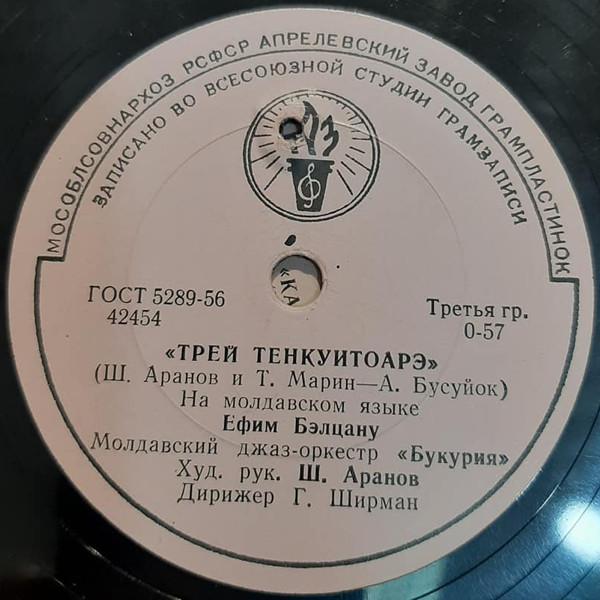 МОСОБЛСОВНАРХОЗ РСФСР АПРЕЛЕВСКИЙ ЗАВОД ГРАМПЛАСТИНОК
ЗАПИСАНО ВО ВСЕСОЮЗНОЙ СТУДИИ ГРАМЗАПИСИ
ГОСТ 5289-56
42454
Третья гр.
0-57
«КА
«ТРЕЙ ТЕНКУИТОАРЭ»
(Ш. Аранов и Т. Марин—А. Бусуйок)
На молдавском языке
Ефим Бэлцану
Молдавский джаз-оркестр «Букурия»
Худ. рук. Ш. Аранов
Дирижер Г. Ширман